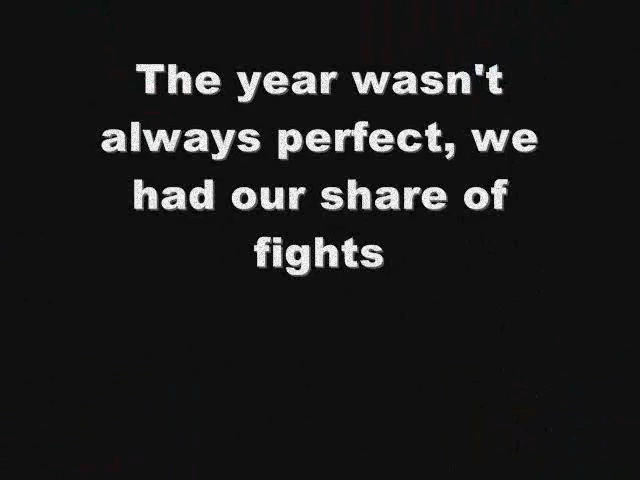 The year wasn't
always perfect, we
had our share of
fights